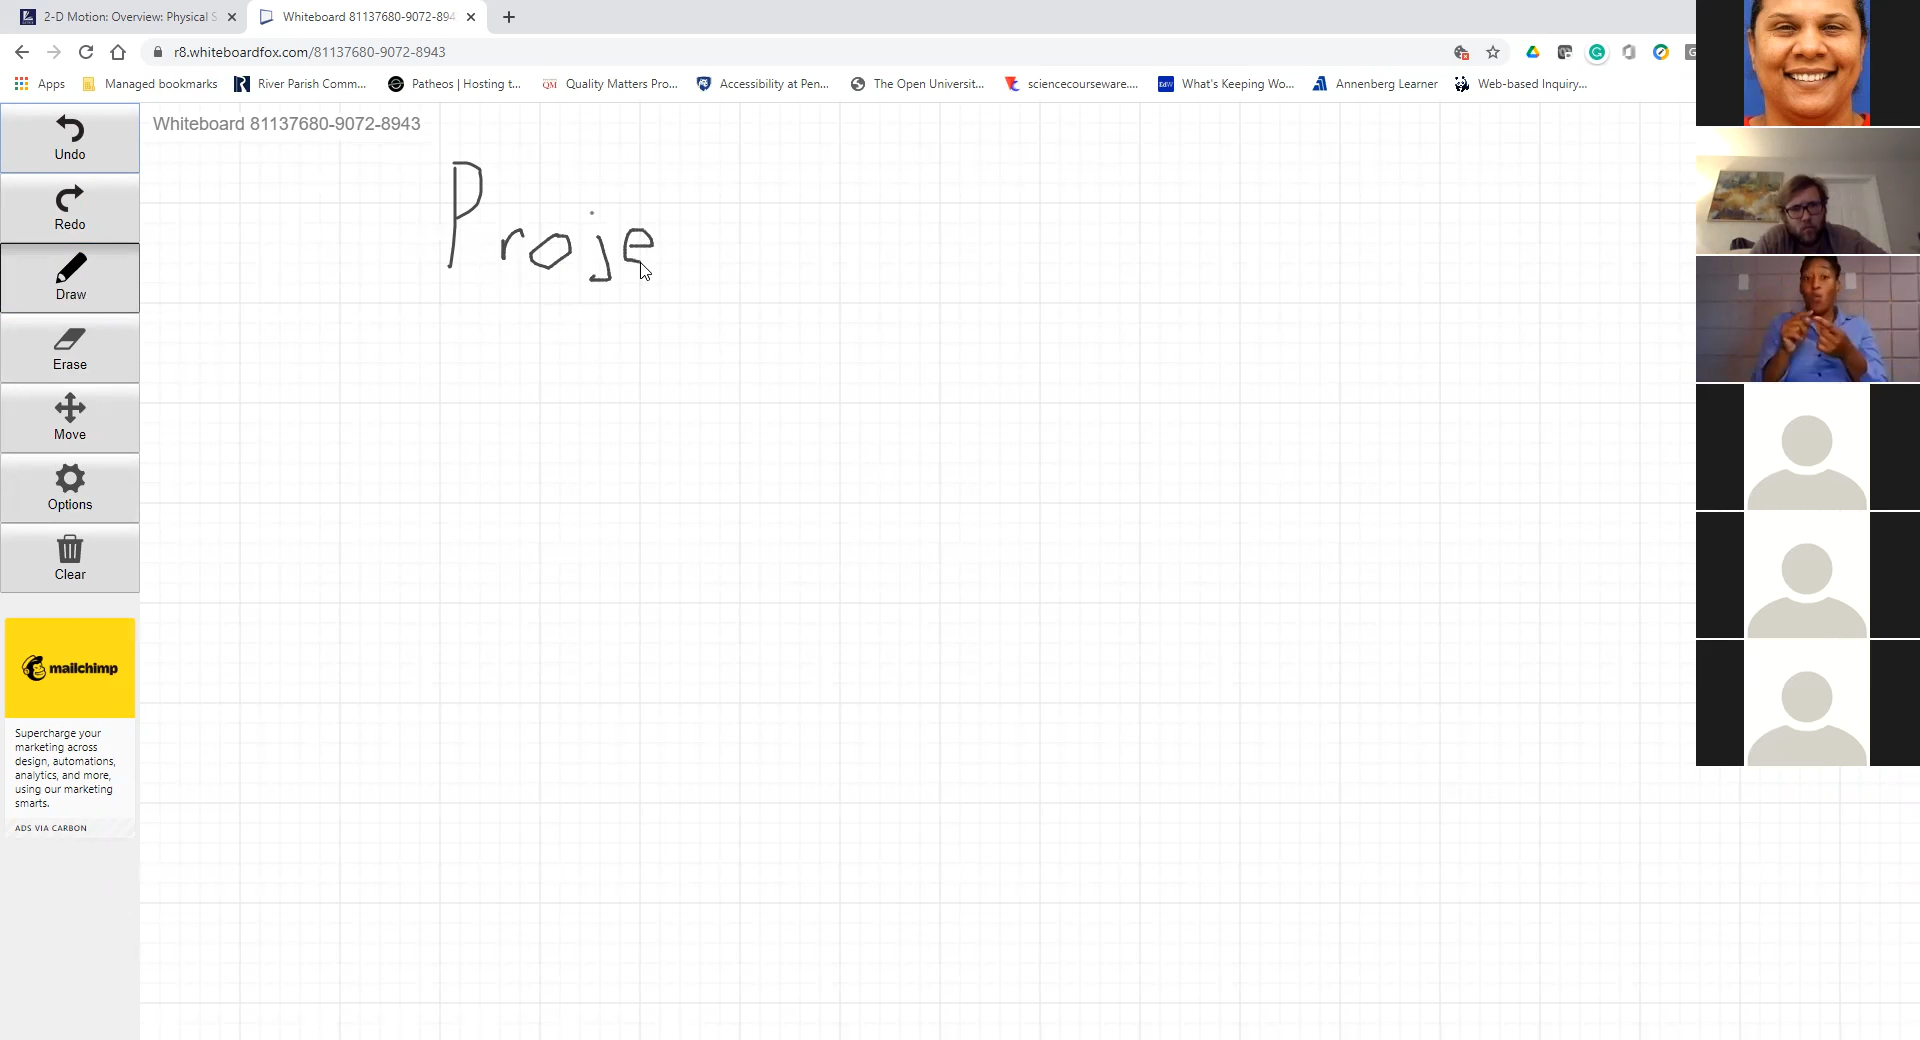 2-D Motion: Overview: Physical S
Whiteboard 81137680-9072-894
r8.whiteboardfox.com/81137680-9072-8943
Apps
Managed bookmarks
River Parish Comm...
Patheos | Hosting t...
QM
Quality Matters Pro...
Accessibility at Pen...
The Open Universit...
sciencecourseware....
EdW
What's Keeping Wo...
Annenberg Learner
Web-based Inquiry...
Whiteboard 81137680-9072-8943
Undo
Redo
Draw
Erase
Move
Options
Clear
Proje
mailchimp
Supercharge your
marketing across
design, automations,
analytics, and more,
using our marketing
smarts.
ADS VIA CARBON